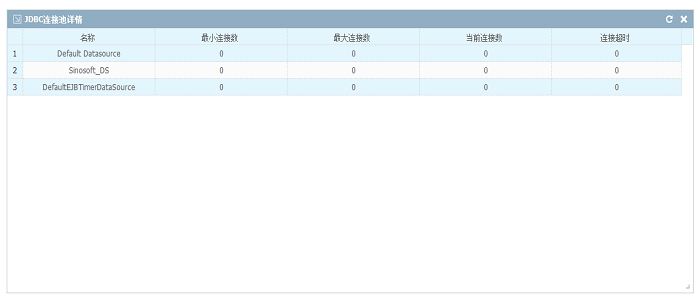 JDBC连接池详情
名称 最小连接数 最大连接数 当前连接数 连接超时
1 Default Datasource 0 0 0 0
2 Sinosoft_DS 0 0 0 0
3 DefaultEJBTimerDataSource 0 0 0 0